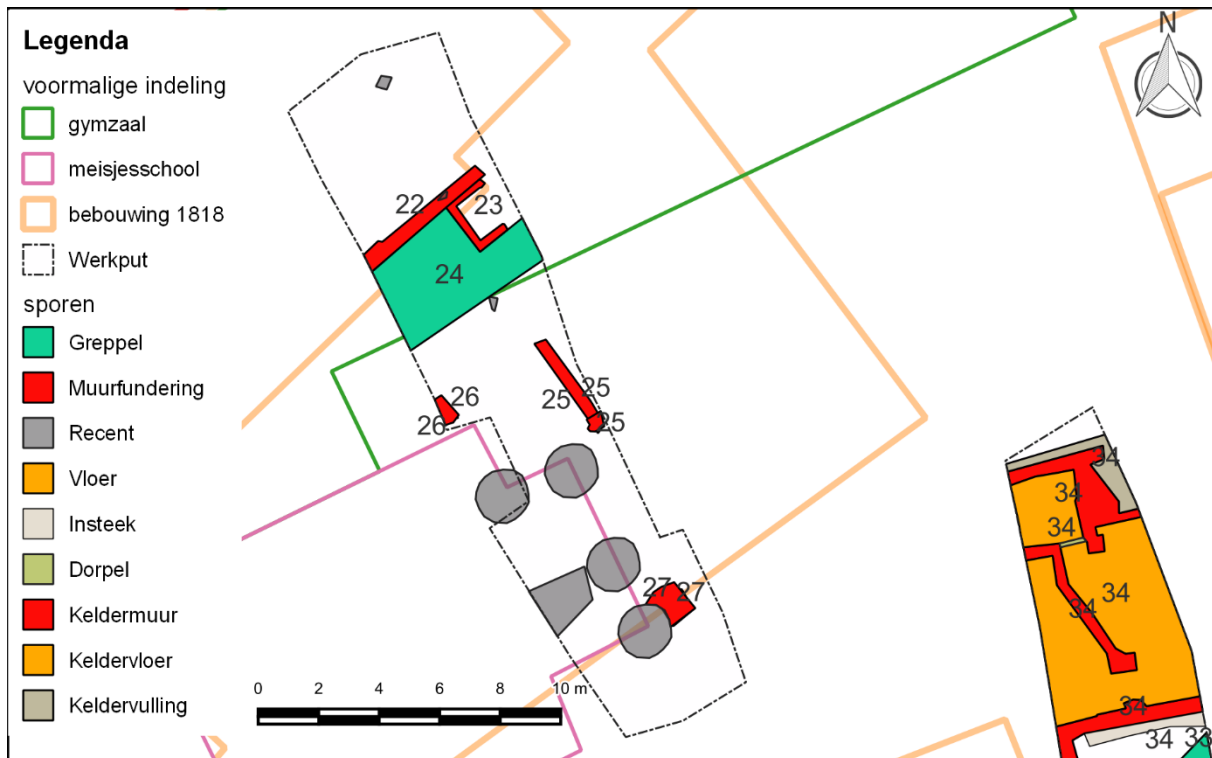 Legenda
voormalige indeling
gymzaal
meisjesschool
bebouwing 1818
Werkput
sporen
Greppel
Muurfundering
Recent
Vloer
Insteek
Dorpel
Keldermuur
Keldervloer
Keldervulling
N
22
23
24
25
25
25
26
26
27
27
34
34
34
34
34
34
34
33
0 2 4 6 8 10 m